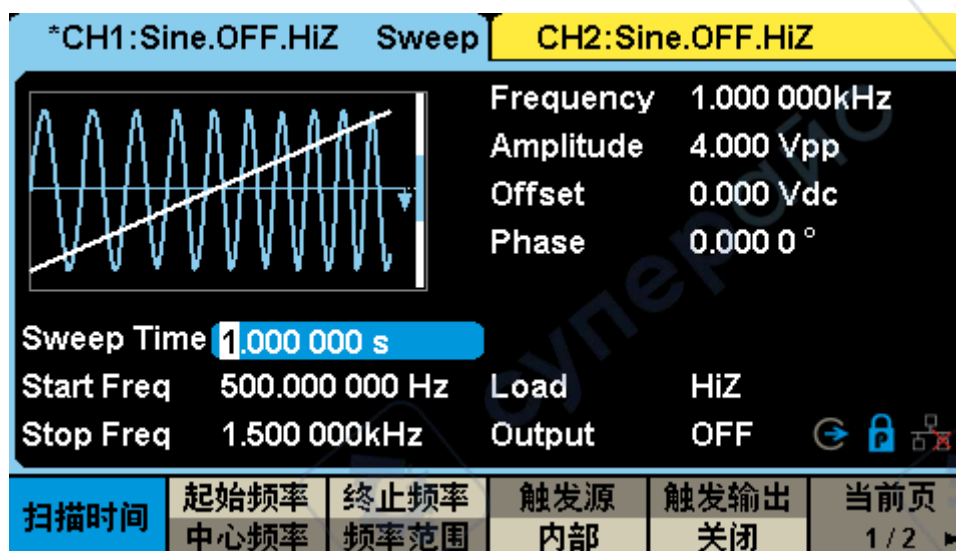 *CH1:Sine.OFF.HiZ Sweep CH2:Sine.OFF.HiZ
Frequency 1.000 000kHz
Amplitude 4.000 Vpp
Offset 0.000 Vdc
Phase 0.000 0 °
Sweep Time 1.000 000 s
Start Freq 500.000 000 Hz Load HiZ
Stop Freq 1.500 000kHz Output OFF
扫描时间 起始频率 终止频率 触发源 触发输出 当前页
中心频率 频率范围 内部 关闭 1/2
супервайс